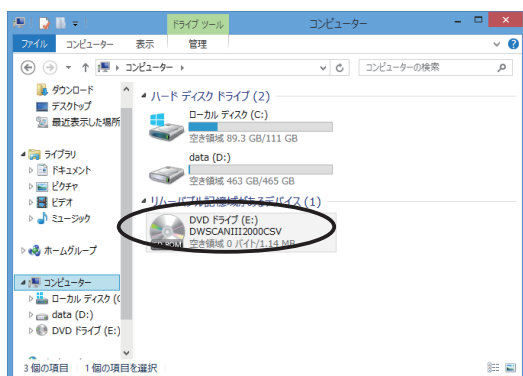 ドライブ ツール
コンピューター
ファイル
コンピューター
表示
管理
コンピューター
コンピューターの検索
ダウンロード
デスクトップ
最近表示した場所
ライブラリ
ドキュメント
ピクチャ
ビデオ
ミュージック
ホームグループ
コンピューター
ローカル ディスク (C
data (D:)
DVD ドライブ (E:)
ハード ディスク ドライブ (2)
ローカル ディスク (C:)
空き領域 89.3 GB/111 GB
data (D:)
空き領域 463 GB/465 GB
リムーバブル記憶域があるデバイス (1)
DVD ドライブ (E:)
DWSCANIII2000CSV
空き領域 0 バイト/1.14 MB
3 個の項目
1 個の項目を選択